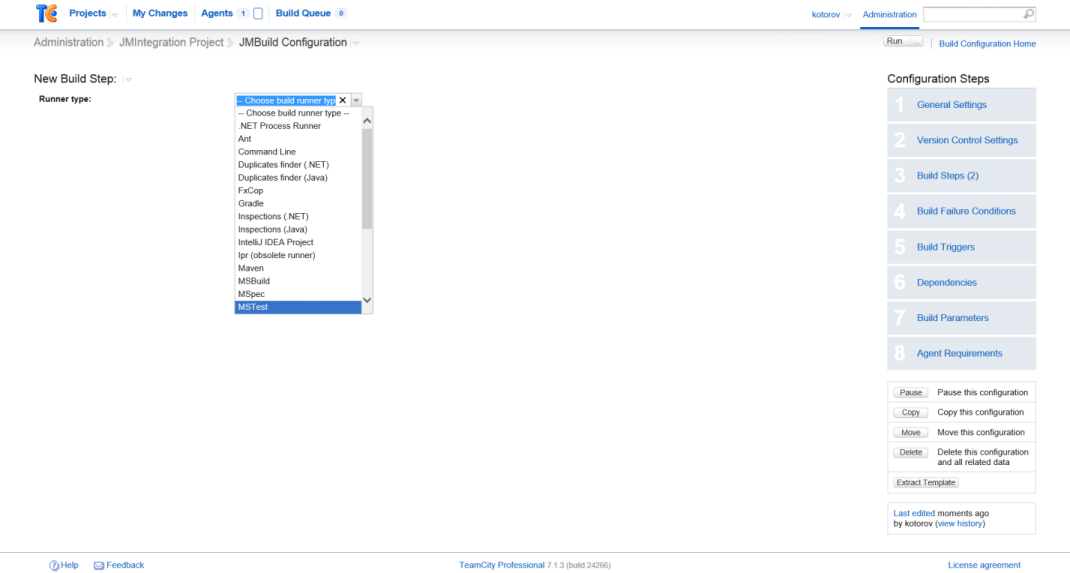 TC Projects My Changes Agents 1 Build Queue 0 kotorov Administration
Administration JMIntegration Project JMBuild Configuration Run ... Build Configuration Home
New Build Step:
Runner type:
-- Choose build runner typ
-- Choose build runner type --
.NET Process Runner
Ant
Command Line
Duplicates finder (.NET)
Duplicates finder (Java)
FxCop
Gradle
Inspections (.NET)
Inspections (Java)
IntelliJ IDEA Project
Ipr (obsolete runner)
Maven
MSBuild
MSpec
MSTest
Configuration Steps
1 General Settings
2 Version Control Settings
3 Build Steps (2)
4 Build Failure Conditions
5 Build Triggers
6 Dependencies
7 Build Parameters
8 Agent Requirements
Pause Pause this configuration
Copy Copy this configuration
Move Move this configuration
Delete Delete this configuration
and all related data
Extract Template
Last edited moments ago
by kotorov (view history)
Help Feedback TeamCity Professional 7.1.3 (build 24266) License agreement